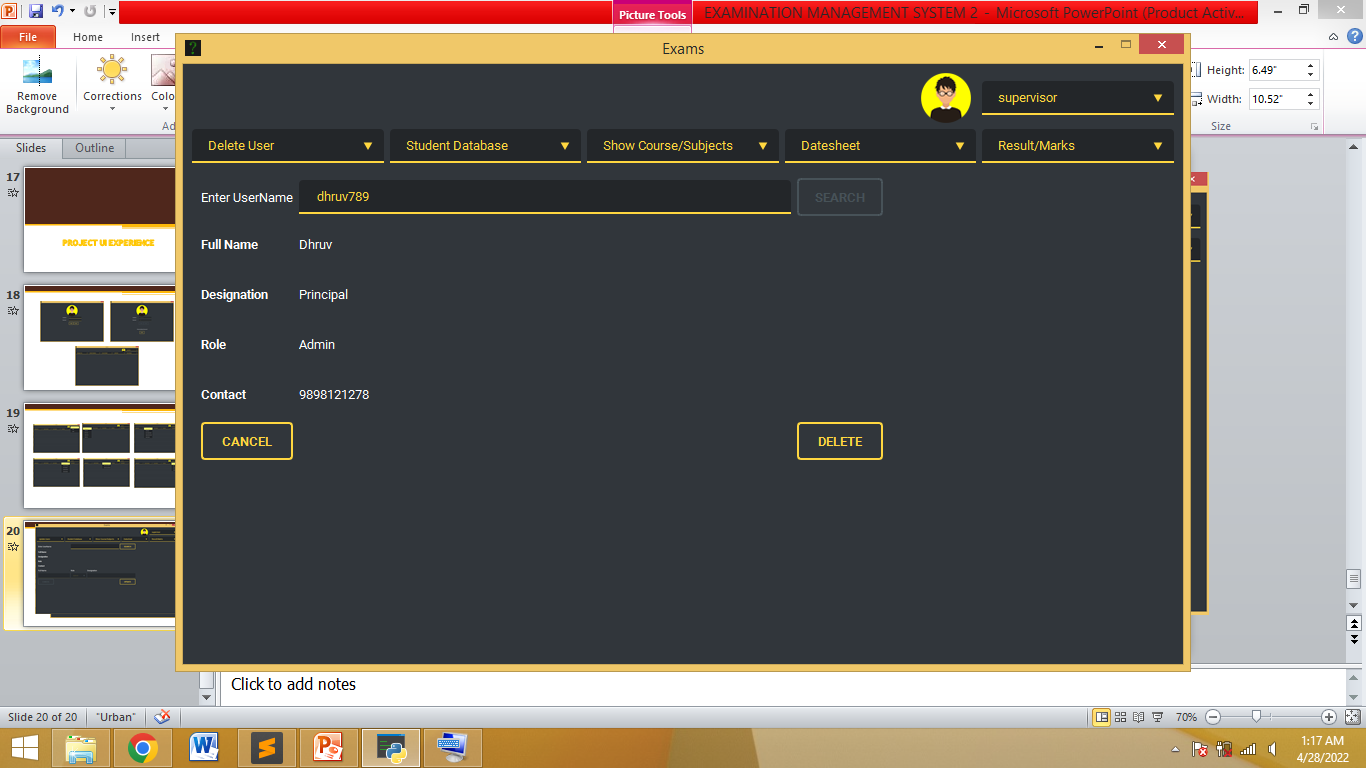 Picture Tools
EXAMINATION MANAGEMENT SYSTEM 2 - Microsoft PowerPoint (Product Activ...
File Home Insert
Exams
Remove Background
Corrections
Colo
Ad
Height: 6.49"
Width: 10.52"
Size
supervisor
Slides Outline
Delete User Student Database Show Course/Subjects Datesheet Result/Marks
17
PROJECT UI EXPERIENCE
Enter UserName dhruv789 SEARCH
Full Name Dhruv
18
Designation Principal
Role Admin
Contact 9898121278
19
CANCEL DELETE
20
Click to add notes
Slide 20 of 20 "Urban" 70%
1:17 AM
4/28/2022